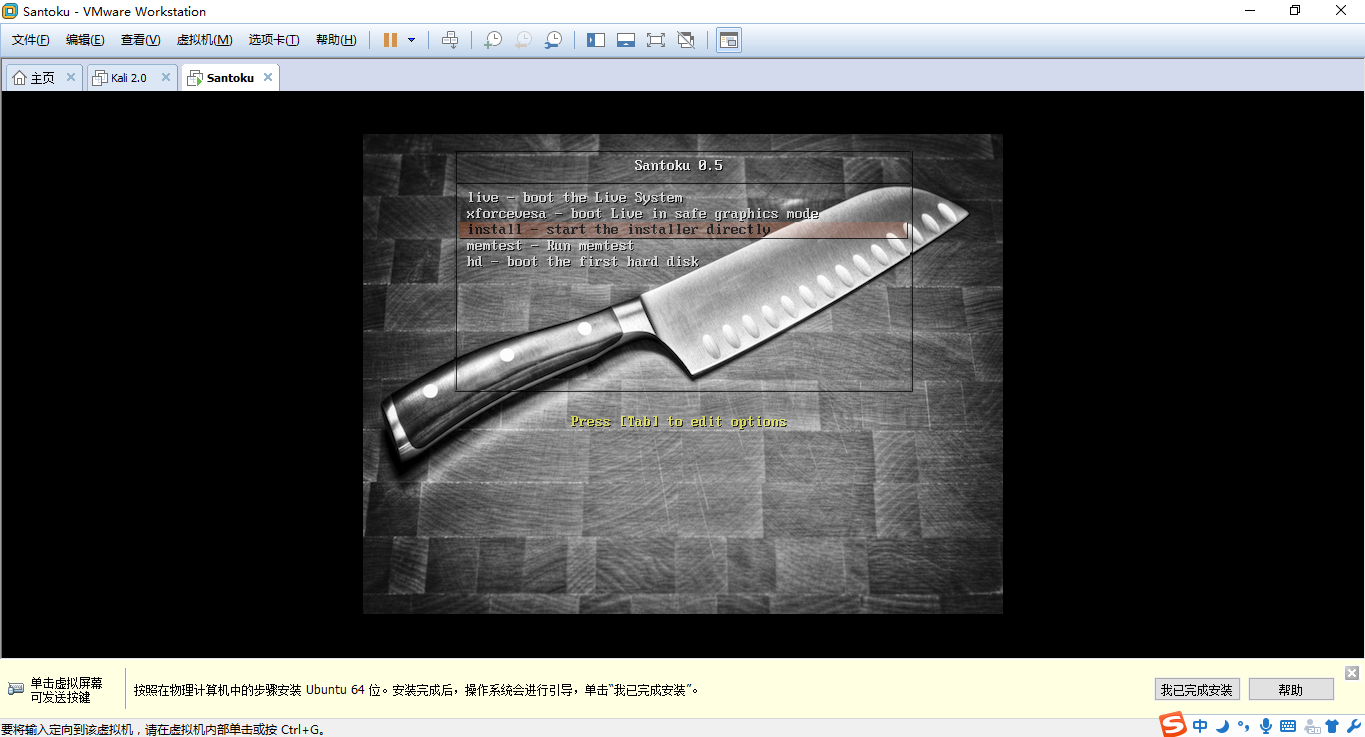 Santoku - VMware Workstation
文件(F) 编辑(E) 查看(V) 虚拟机(M) 选项卡(T) 帮助(H)
主页 Kali 2.0 Santoku
Santoku 0.5
live - boot the Live System
xforcevesa - boot Live in safe graphics mode
install - start the installer directly
memtest - Run memtest
hd - boot the first hard disk
Press [Tab] to edit options
单击虚拟屏幕
可发送按键
按照在物理计算机中的步骤安装 Ubuntu 64 位。安装完成后，操作系统会进行引导，单击“我已完成安装”。
我已完成安装 帮助
要将输入定向到该虚拟机，请在虚拟机内部单击或按 Ctrl+G。
S 中